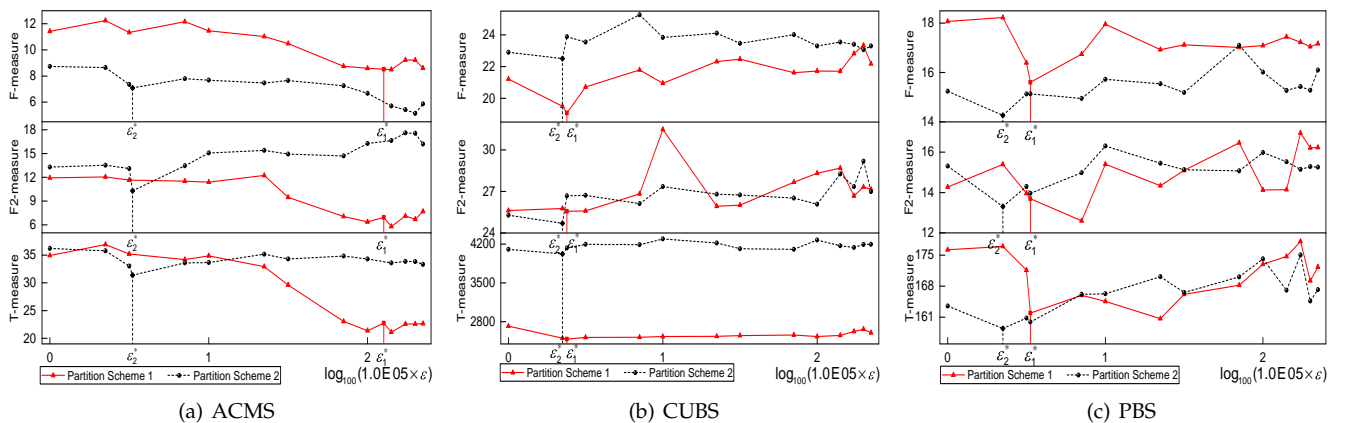 F-measure
12
10
8
6
ε₂*
ε₁*
F2-measure
18
15
12
9
6
ε₂*
ε₁*
T-measure
35
30
25
20
ε₂*
ε₁*
0 1 2
Partition Scheme 1 Partition Scheme 2
log₁₀₀(1.0E05×ε)
(a) ACMS
F-measure
24
22
20
ε₂* ε₁*
F2-measure
30
27
24
ε₂* ε₁*
T-measure
4200
3500
2800
ε₂* ε₁*
0 1 2
Partition Scheme 1 Partition Scheme 2
log₁₀₀(1.0E05×ε)
(b) CUBS
F-measure
18
16
14
ε₂* ε₁*
F2-measure
16
14
12
ε₂* ε₁*
T-measure
175
168
161
ε₂* ε₁*
0 1 2
Partition Scheme 1 Partition Scheme 2
log₁₀₀(1.0E05×ε)
(c) PBS